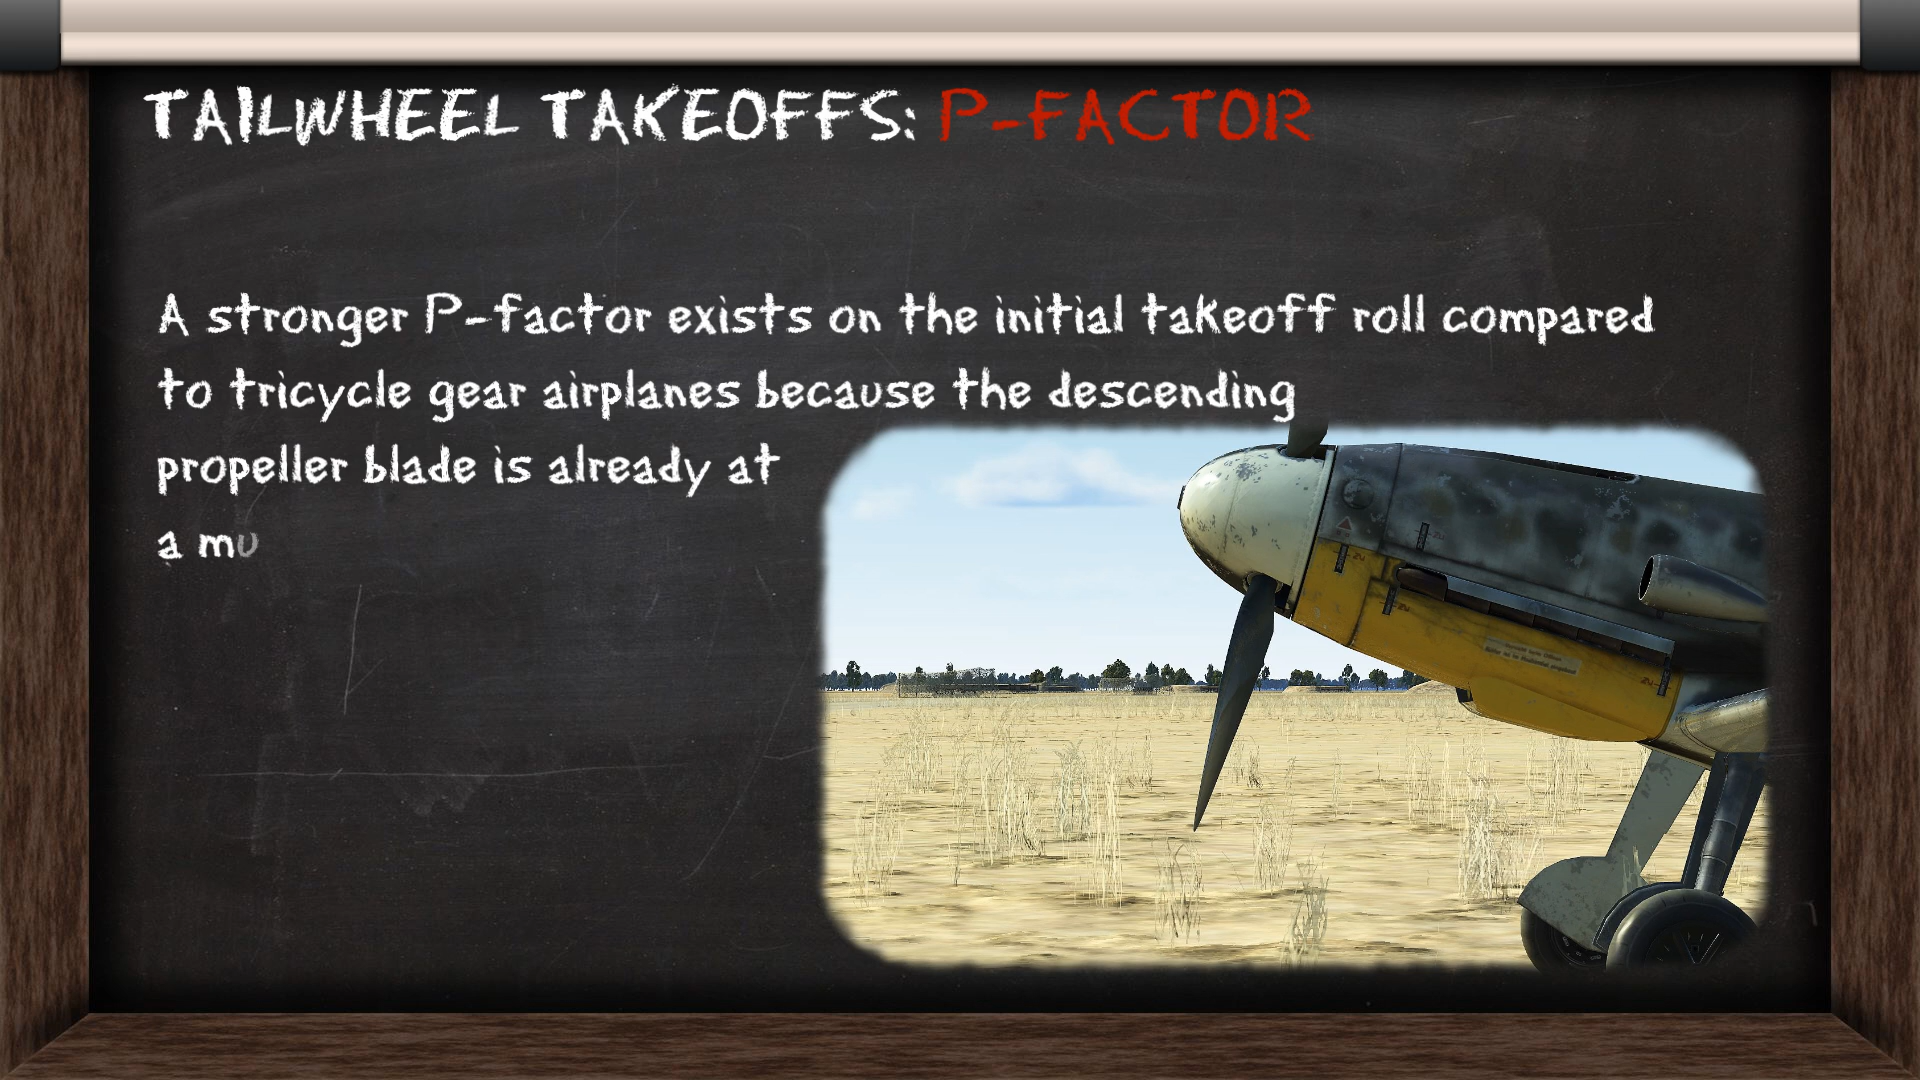 TAILWHEEL TAKEOFFS: P-FACTOR
A stronger P-factor exists on the initial takeoff roll compared
to tricycle gear airplanes because the descending
propeller blade is already at
a mu